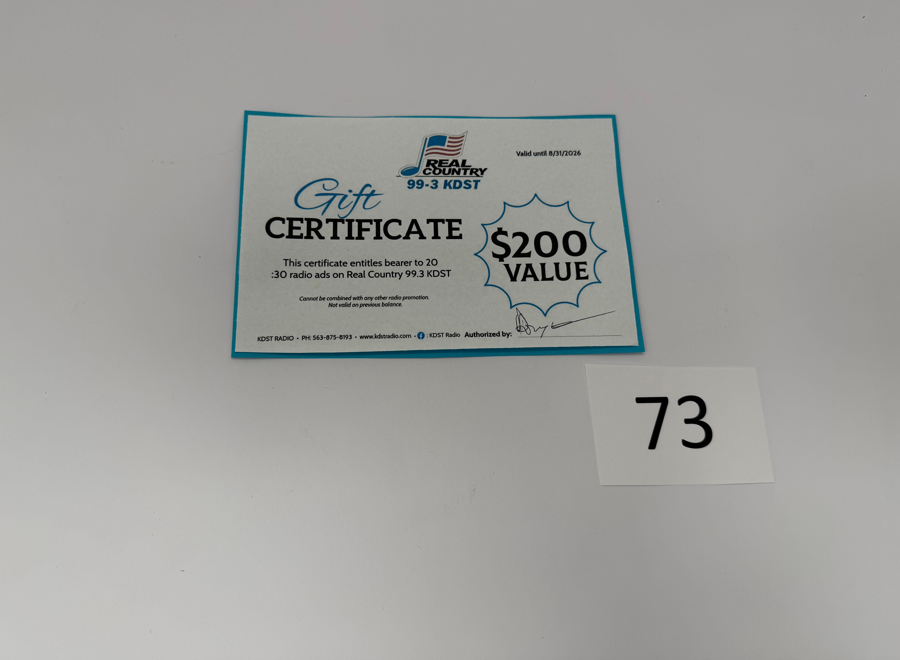 REAL
COUNTRY
99-3 KDST
Valid until 8/31/2026
Gift
CERTIFICATE
$200
VALUE
This certificate entitles bearer to 20
:30 radio ads on Real Country 99.3 KDST
Cannot be combined with any other radio promotion.
Not valid on previous balance.
KDST RADIO • PH: 563-875-8193 • www.kdstradio.com • f : KDST Radio Authorized by:
73